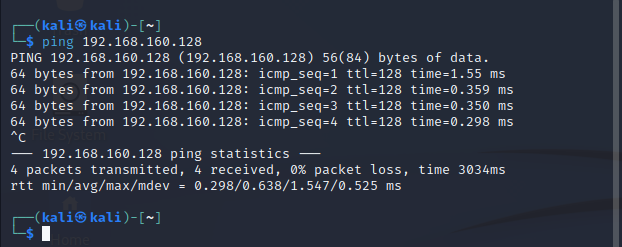 ┌──(kali㉿kali)-[~]
└─$ ping 192.168.160.128
PING 192.168.160.128 (192.168.160.128) 56(84) bytes of data.
64 bytes from 192.168.160.128: icmp_seq=1 ttl=128 time=1.55 ms
64 bytes from 192.168.160.128: icmp_seq=2 ttl=128 time=0.359 ms
64 bytes from 192.168.160.128: icmp_seq=3 ttl=128 time=0.350 ms
64 bytes from 192.168.160.128: icmp_seq=4 ttl=128 time=0.298 ms
^C
--- 192.168.160.128 ping statistics ---
4 packets transmitted, 4 received, 0% packet loss, time 3034ms
rtt min/avg/max/mdev = 0.298/0.638/1.547/0.525 ms
┌──(kali㉿kali)-[~]
└─$
Home